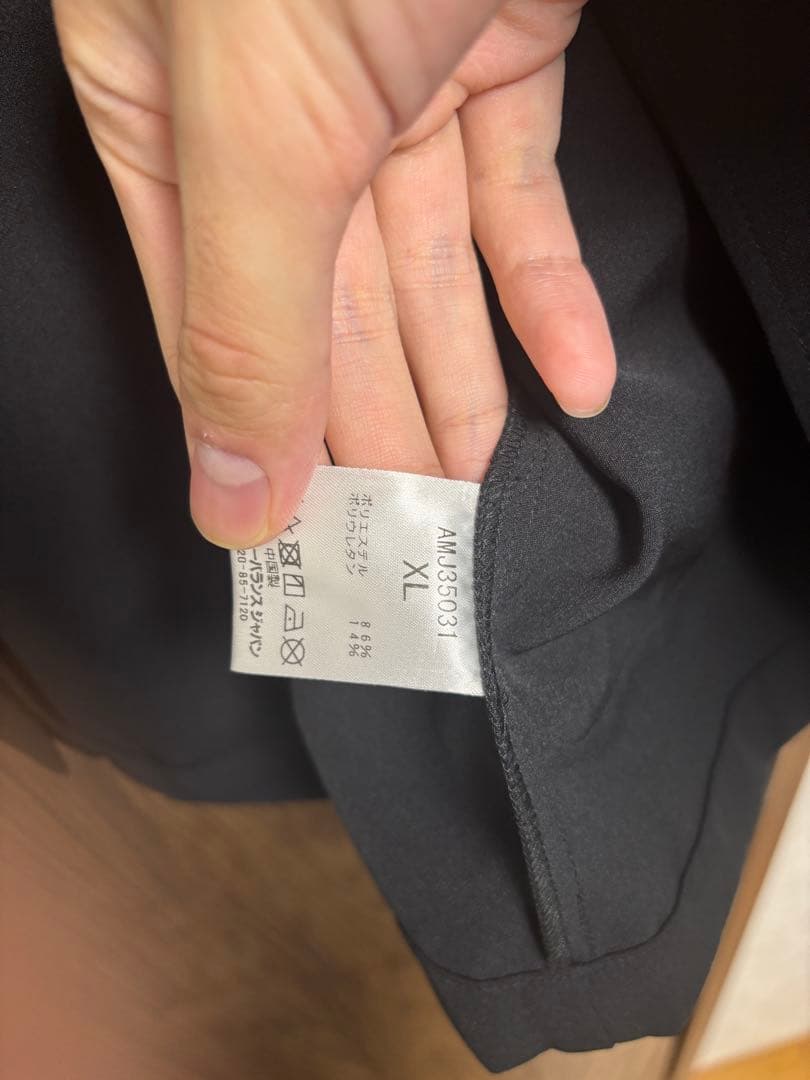 AMJ35031
XL
ポリエステル 86%
ポリウレタン 14%
中国製
ーバランス ジャパン
20-85-7120